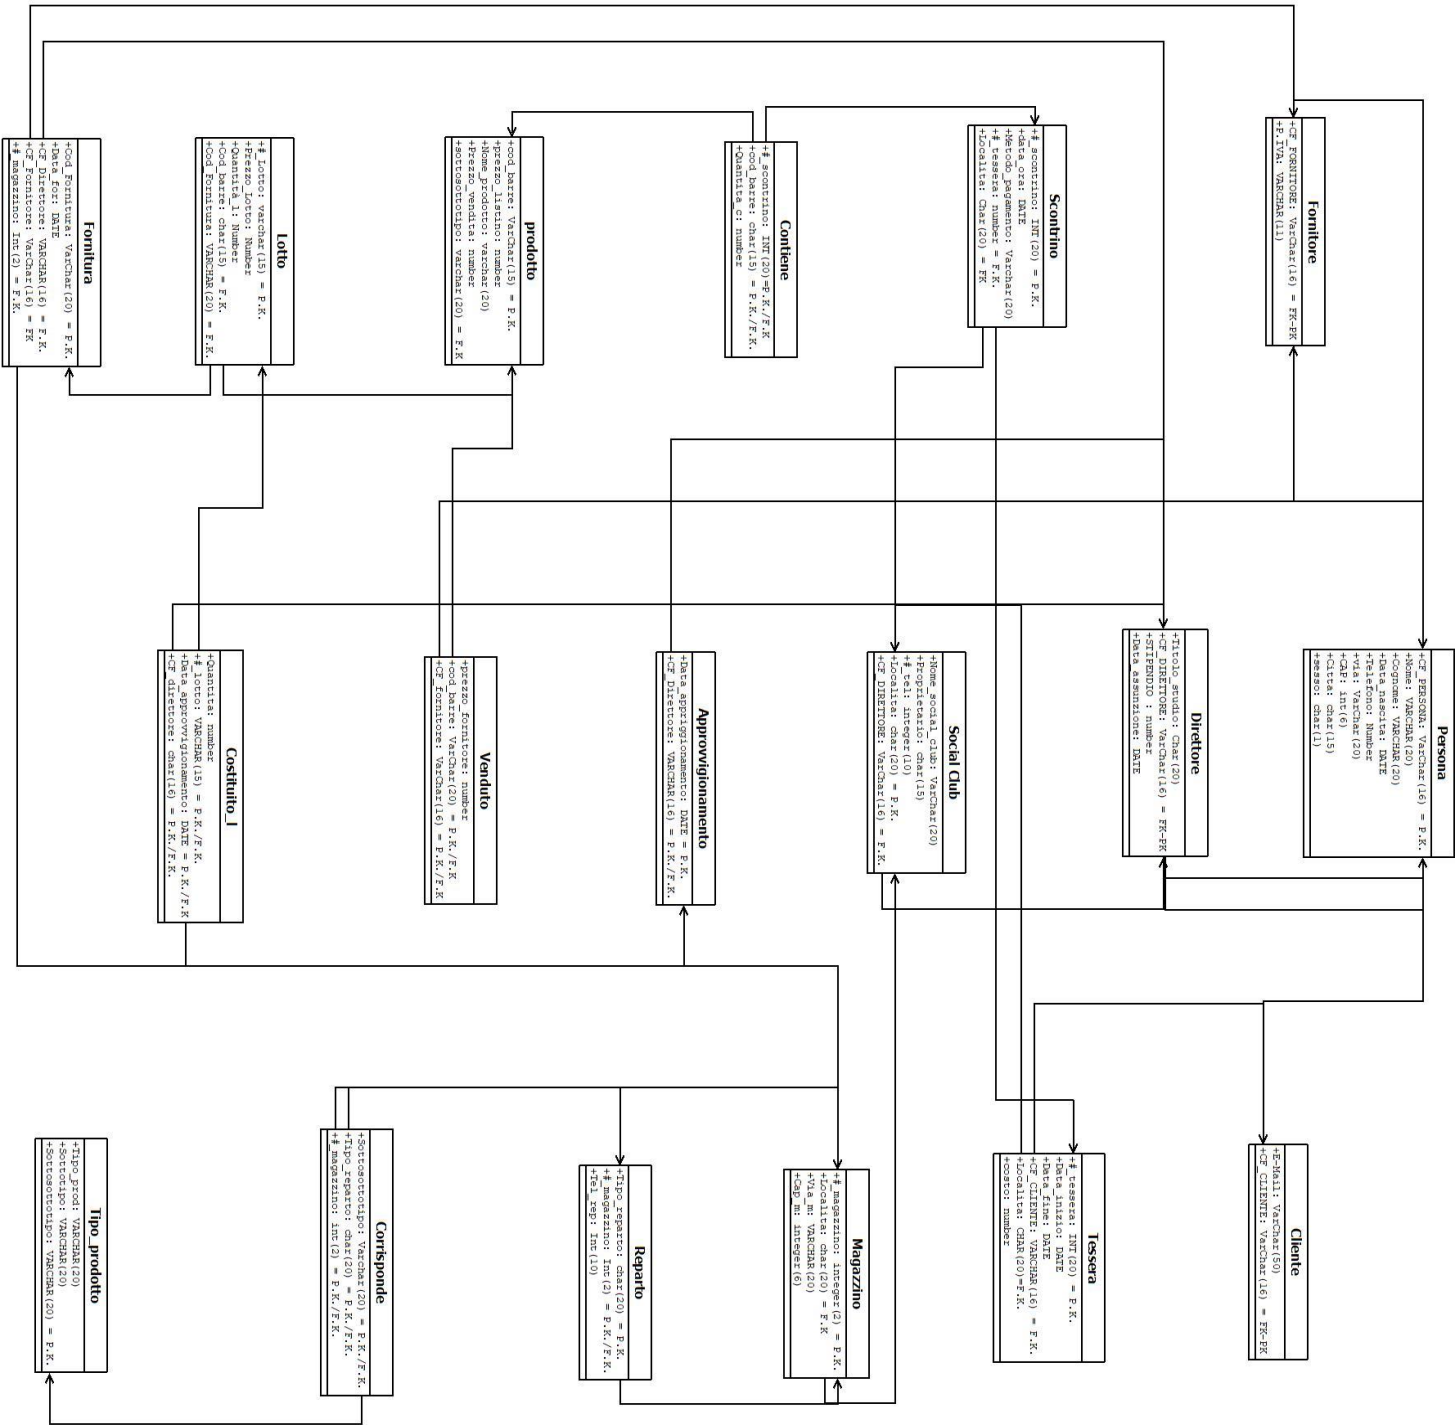 Persona
+CF_PERSONA: VarChar(16) = P.K.
+Nome: VARCHAR(20)
+Cognome: VARCHAR(20)
+Data_nascita: DATE
+Telefono: Number
+via: VarChar(20)
+CAP: int(6)
+Citta: char(15)
+sesso: char(1)
Fornitore
+CF_FORNITORE: VarChar(16) = FK-PK
+P.IVA: VARCHAR(11)
Direttore
+Titolo_studio: Char(20)
+CF_DIRETTORE: VarChar(16) = FK-PK
+STIPENDIO : number
+Data_assunzione: DATE
Cliente
+E-Mail: VarChar(50)
+CF_CLIENTE: VarChar(16) = FK-PK
Scontrino
+#_scontrino: INT(20) = P.K.
+data_ora: DATE
+Metodo_pagamento: Varchar(20)
+#_tessera: number = F.K.
+Localita: Char(20) = FK
Social Club
+Nome_social_club: VarChar(20)
+Proprietario: char(15)
+#_tel: integer(10)
+Localita: char(20) = P.K.
+CF_DIRETTORE: VarChar(16) = F.K.
Tessera
+#_tessera: INT(20) = P.K.
+Data_inizio: DATE
+Data_fine: DATE
+CF_CLIENTE: VARCHAR(16) = F.K.
+Localita: CHAR(20)=F.K.
+costo: number
Contiene
+#_scontrino: INT(20)=P.K./F.K
+cod_barre: char(15) = P.K./F.K.
+Quantita_c: number
Approvvigionamento
+Data_appriggionamento: DATE = P.K.
+CF_Direttore: VARCHAR(16) = P.K./F.K.
Magazzino
+#_magazzino: integer(2) = P.K.
+Localita: char(20) = F.K
+Via_m: VARCHAR(20)
+Cap_m: integer(6)
prodotto
+cod_barre: VarChar(15) = P.K.
+prezzo_listino: number
+Nome_prodotto: varchar(20)
+Prezzo_vendita: number
+sottosottotipo: varchar(20) = F.K
Venduto
+prezzo_fornitore: number
+cod_barre: VarChar(20) = P.K./F.K
+CF_fornitore: VarChar(16) = P.K./F.K
Reparto
+Tipo_reparto: char(20) = P.K.
+#_magazzino: Int(2) = P.K./F.K.
+Tel_rep: Int(10)
Lotto
+#_Lotto: varchar(15) = P.K.
+Prezzo_Lotto: Number
+Quantità_l: Number
+Cod_barre: char(15) = F.K.
+Cod_Fornitura: VARCHAR(20) = F.K.
Costituito_l
+Quantita: number
+#_lotto: VARCHAR(15) = P.K./F.K.
+Data_approvvigionamento: DATE = P.K./F.K
+CF_direttore: char(16) = P.K./F.K.
Corrisponde
+Sottosottotipo: Varchar(20) = P.K./F.K.
+Tipo_reparto: char(20) = P.K./F.K.
+#_magazzino: int(2) = P.K./F.K.
Fornitura
+Cod_Fornitura: VarChar(20) = P.K.
+Data_for: DATE
+CF_Direttore: VARCHAR(16) = F.K.
+CF_Fornitore: VarChar(16) = FK
+#_magazzino: Int(2) = F.K.
Tipo_prodotto
+Tipo_prod: VARCHAR(20)
+Sottotipo: VARCHAR(20)
+Sottosottotipo: VARCHAR(20) = P.K.